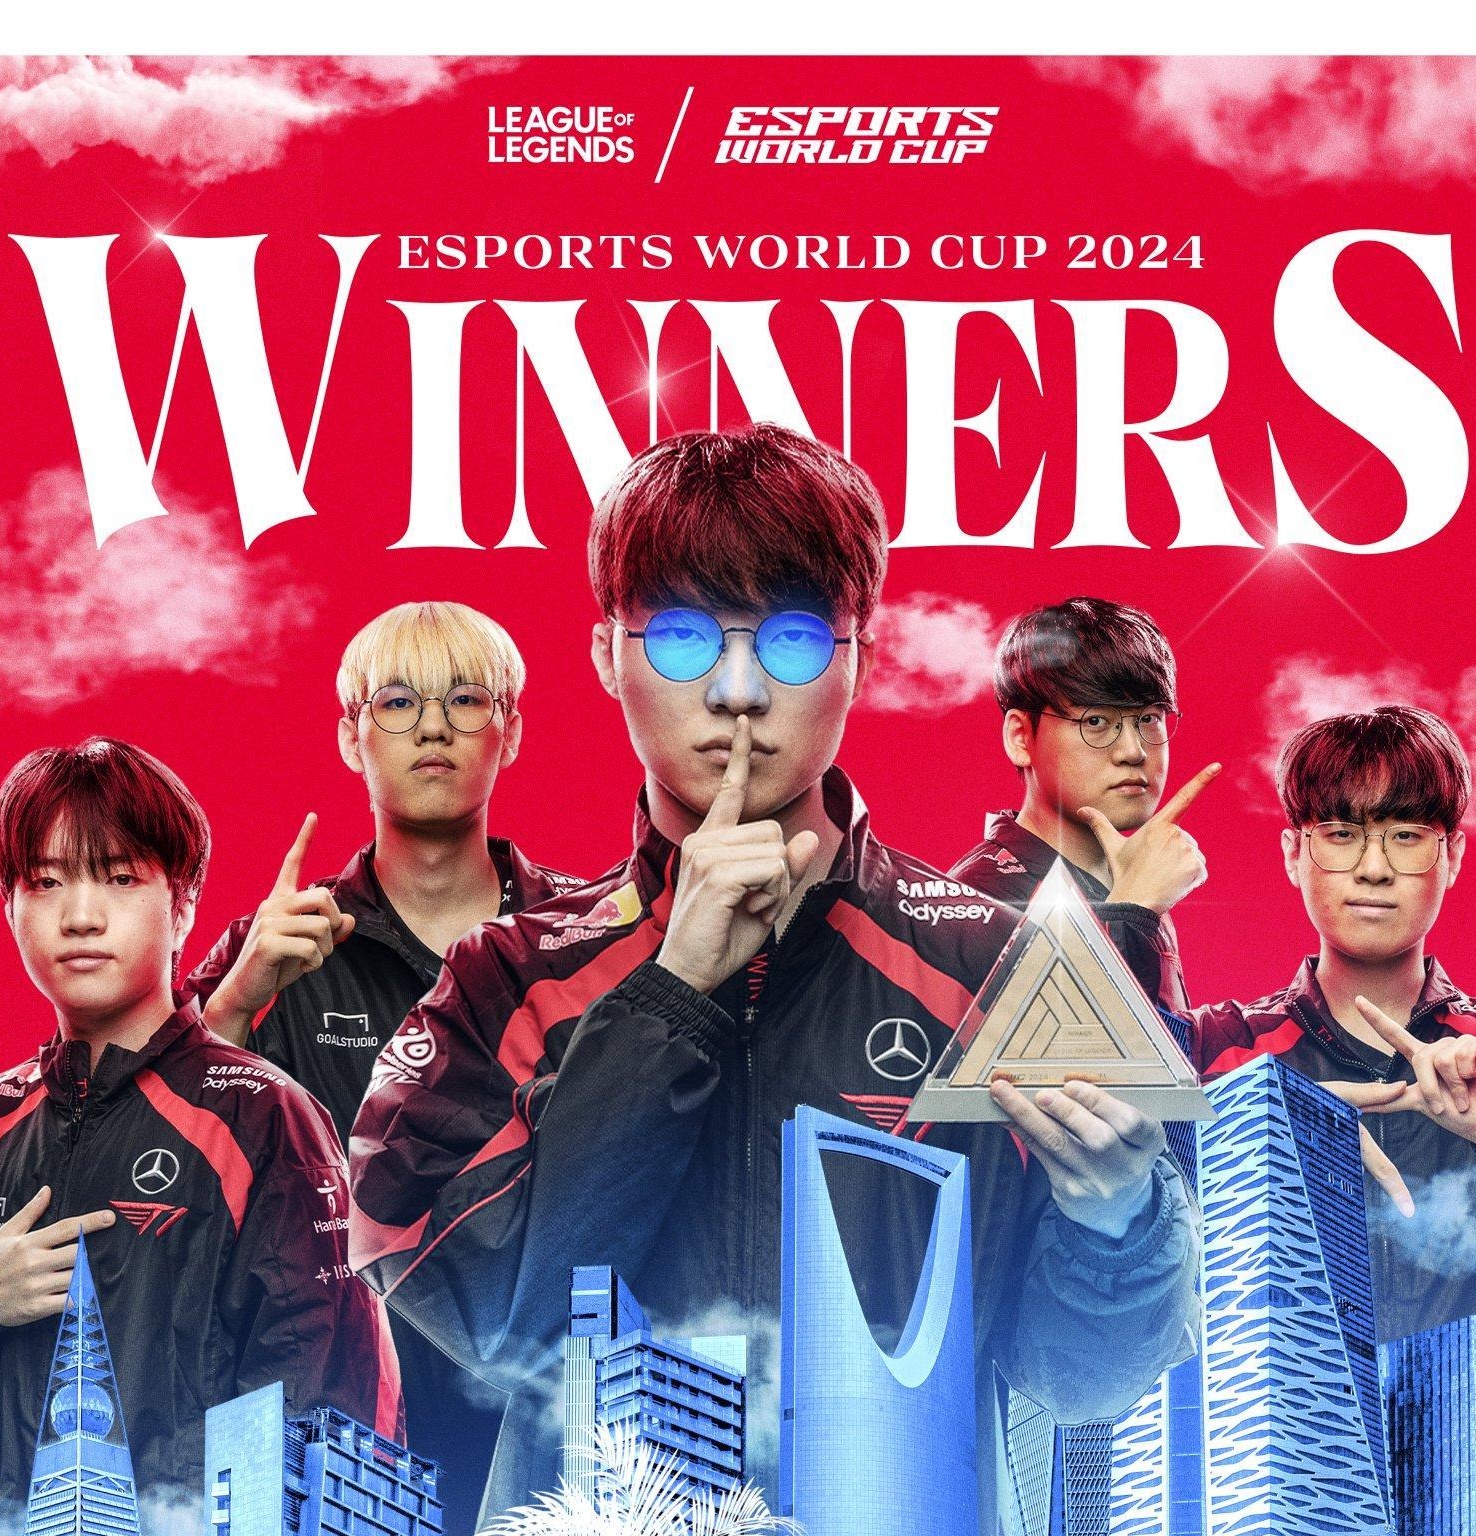 LEAGUE OF
LEGENDS
ESPORTS
WORLD CUP
ESPORTS WORLD CUP 2024
WINNERS
SAMSUNG
Odyssey
Red Bull
GOALSTUDIO
SAMSUNG
Odyssey
T1